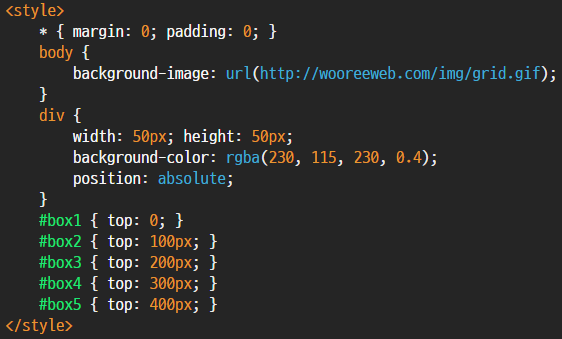 <style>
    * { margin: 0; padding: 0; }
    body {
        background-image: url(http://wooreeweb.com/img/grid.gif);
    }
    div {
        width: 50px; height: 50px;
        background-color: rgba(230, 115, 230, 0.4);
        position: absolute;
    }
    #box1 { top: 0; }
    #box2 { top: 100px; }
    #box3 { top: 200px; }
    #box4 { top: 300px; }
    #box5 { top: 400px; }
</style>